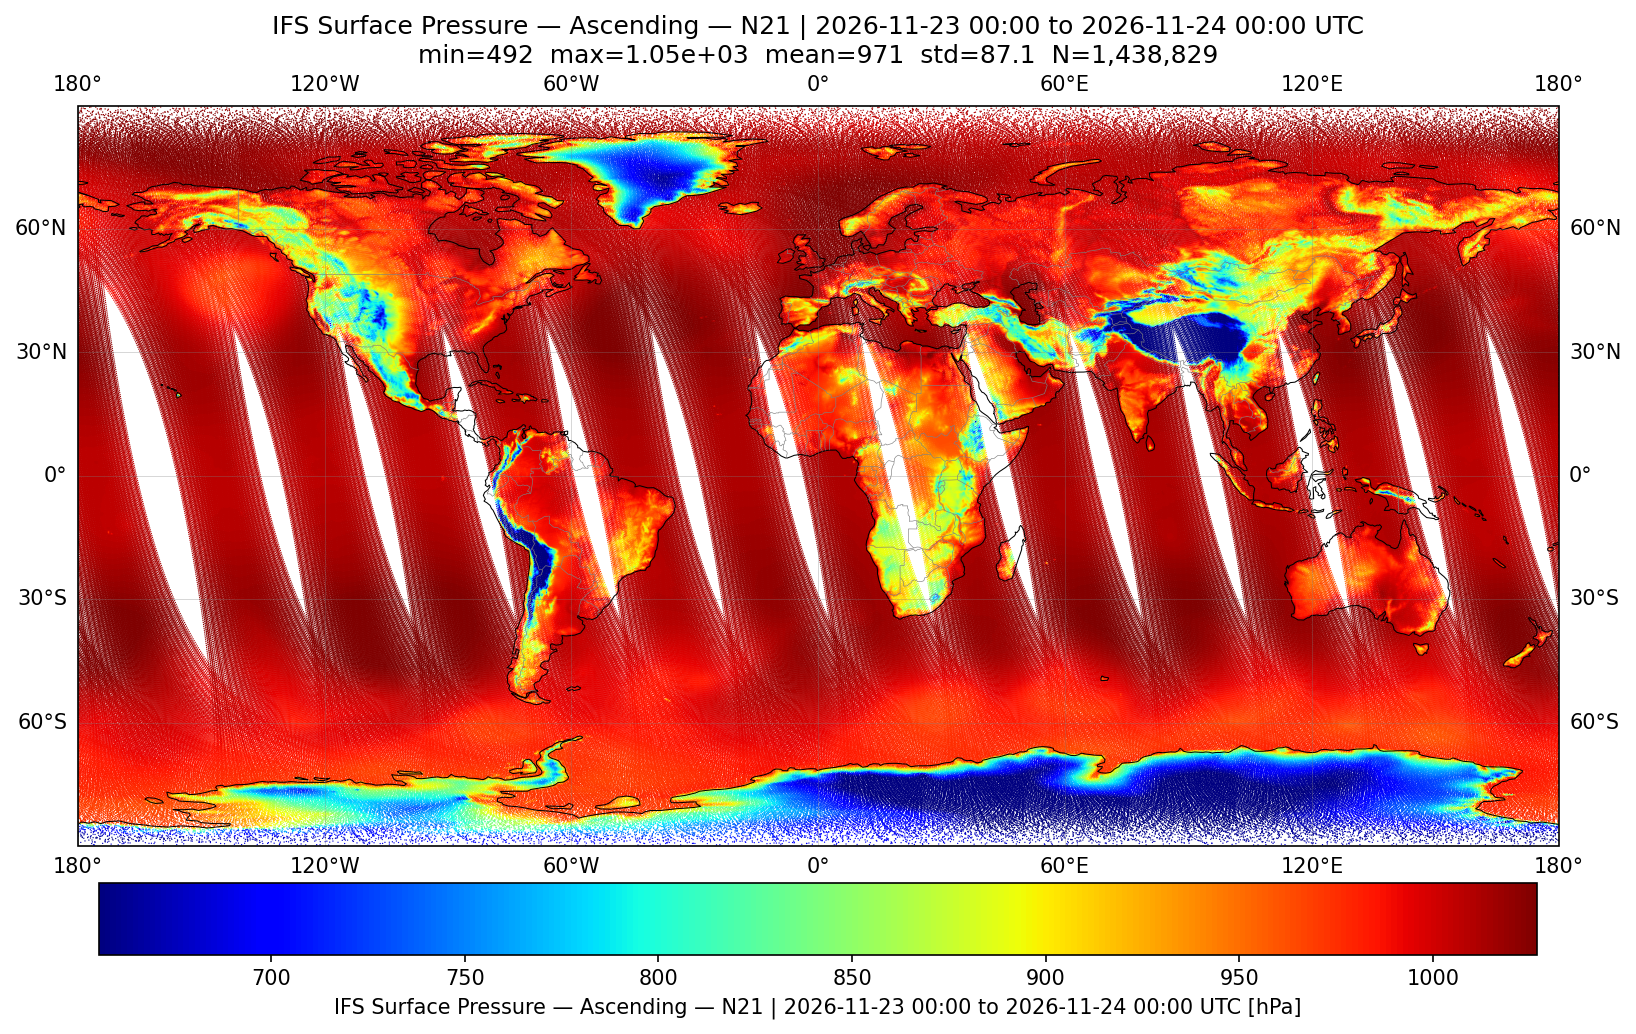 IFS Surface Pressure — Ascending — N21 | 2026-11-23 00:00 to 2026-11-24 00:00 UTC
min=492 max=1.05e+03 mean=971 std=87.1 N=1,438,829
180° 120°W 60°W 0° 60°E 120°E 180°
60°N 60°N
30°N 30°N
0° 0°
30°S 30°S
60°S 60°S
180° 120°W 60°W 0° 60°E 120°E 180°
700 750 800 850 900 950 1000
IFS Surface Pressure — Ascending — N21 | 2026-11-23 00:00 to 2026-11-24 00:00 UTC [hPa]